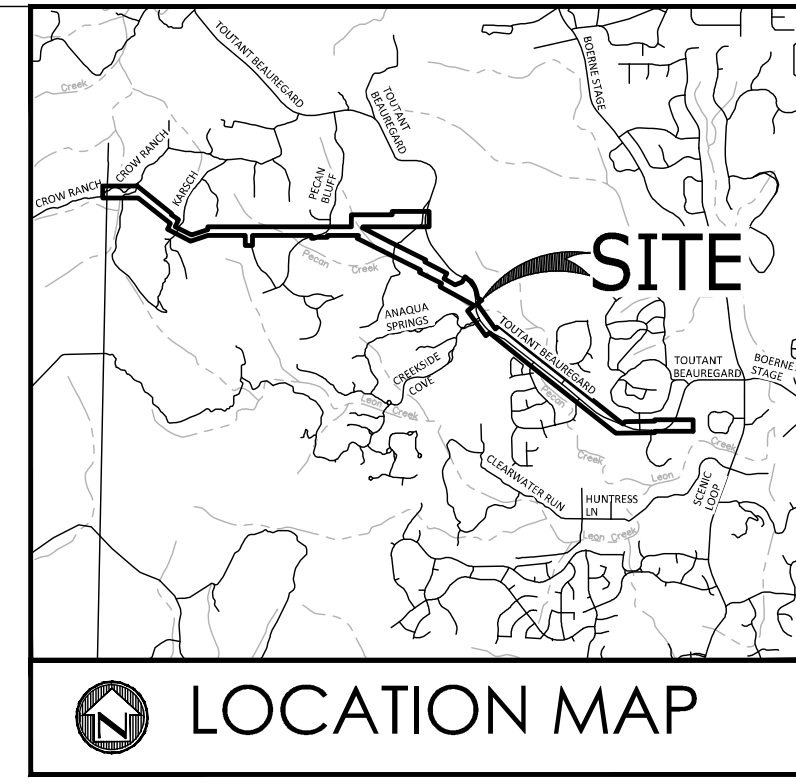 TOUTANT BEAUREGARD
BOERNE STAGE
Creek
TOUTANT
BEAUREGARD
CROW RANCH
CROW RANCH
KARSCH
PECAN
BLUFF
Pecan
Creek
SITE
ANAQUA
SPRINGS
TOUTANT BEAUREGARD
CREEKSIDE
COVE
TOUTANT
BEAUREGARD
BOERNE
STAGE
Pecan
Leon Creek
Creek
Creek
Leon
CLEARWATER RUN
HUNTRESS
LN
SCENIC
LOOP
Leon Creek
N
LOCATION MAP